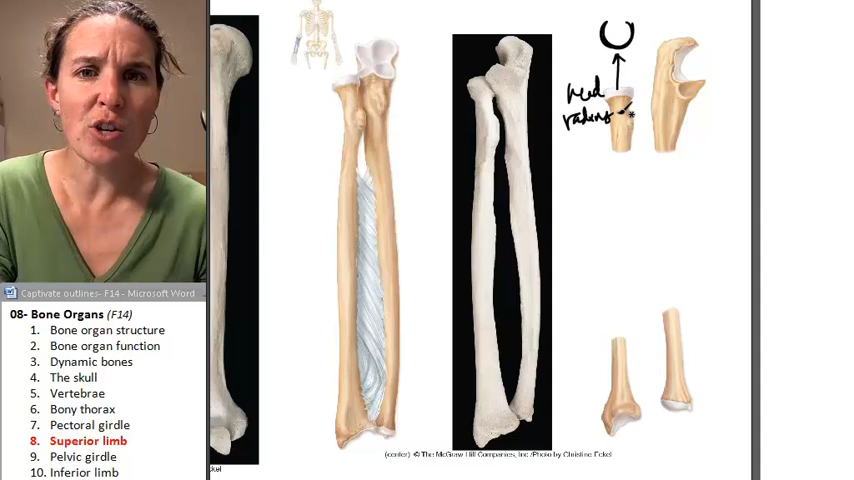 head
radius *
Captivate outlines- F14 - Microsoft Word
08- Bone Organs (F14)
1. Bone organ structure
2. Bone organ function
3. Dynamic bones
4. The skull
5. Vertebrae
6. Bony thorax
7. Pectoral girdle
8. Superior limb
9. Pelvic girdle
10. Inferior limb
(center) © The McGraw Hill Companies, Inc./Photo by Christine Eckel
ckel